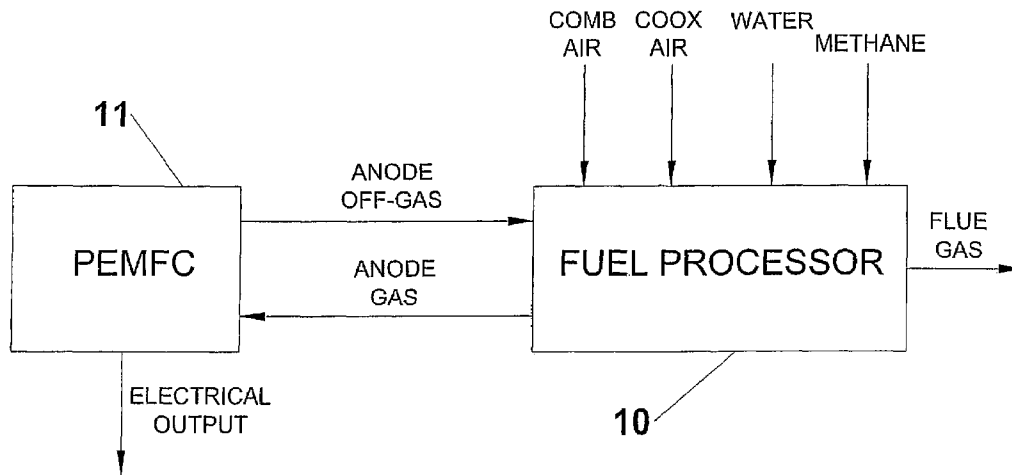 COMB
AIR
COOX
AIR
WATER
METHANE
11
ANODE
OFF-GAS
PEMFC
FUEL PROCESSOR
FLUE
GAS
ANODE
GAS
ELECTRICAL
OUTPUT
10